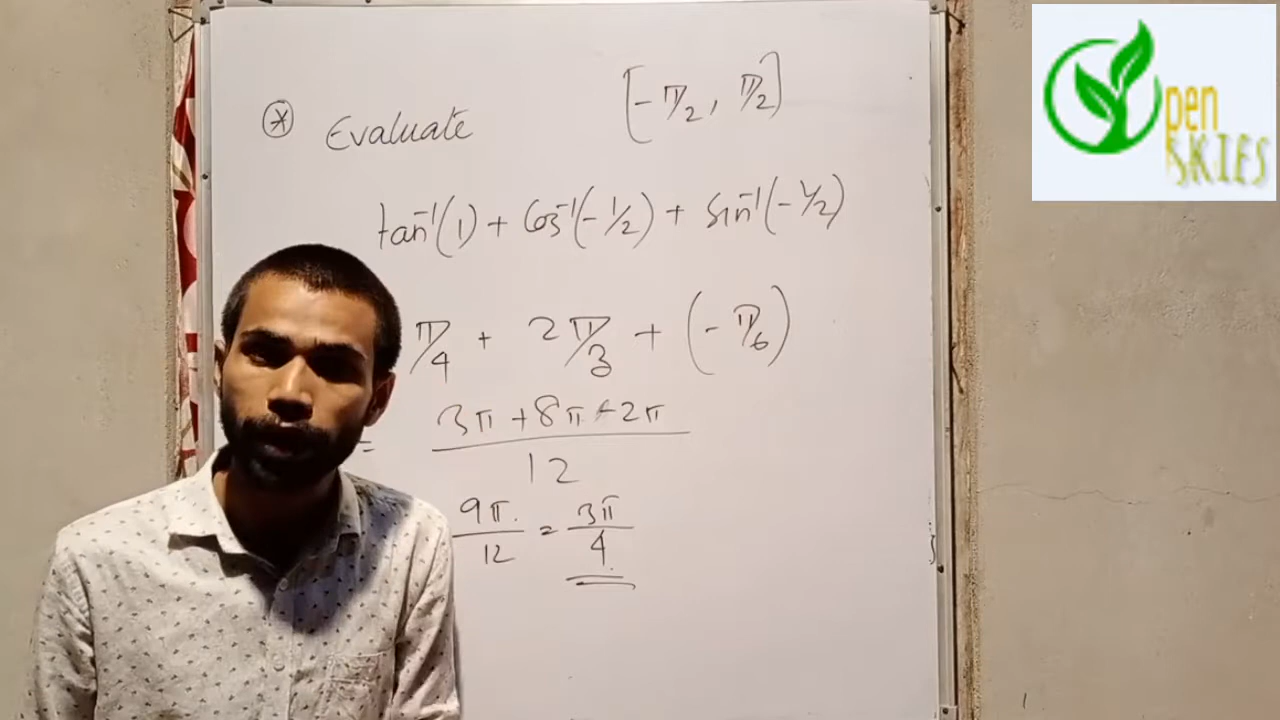 Open
SKIES
* Evaluate [-π/2, π/2]
tan⁻¹(1) + Cos⁻¹(-1/2) + Sin⁻¹(-1/2)
π/4 + 2π/3 + (-π/6)
= 3π + 8π - 2π / 12
9π/12 = 3π/4